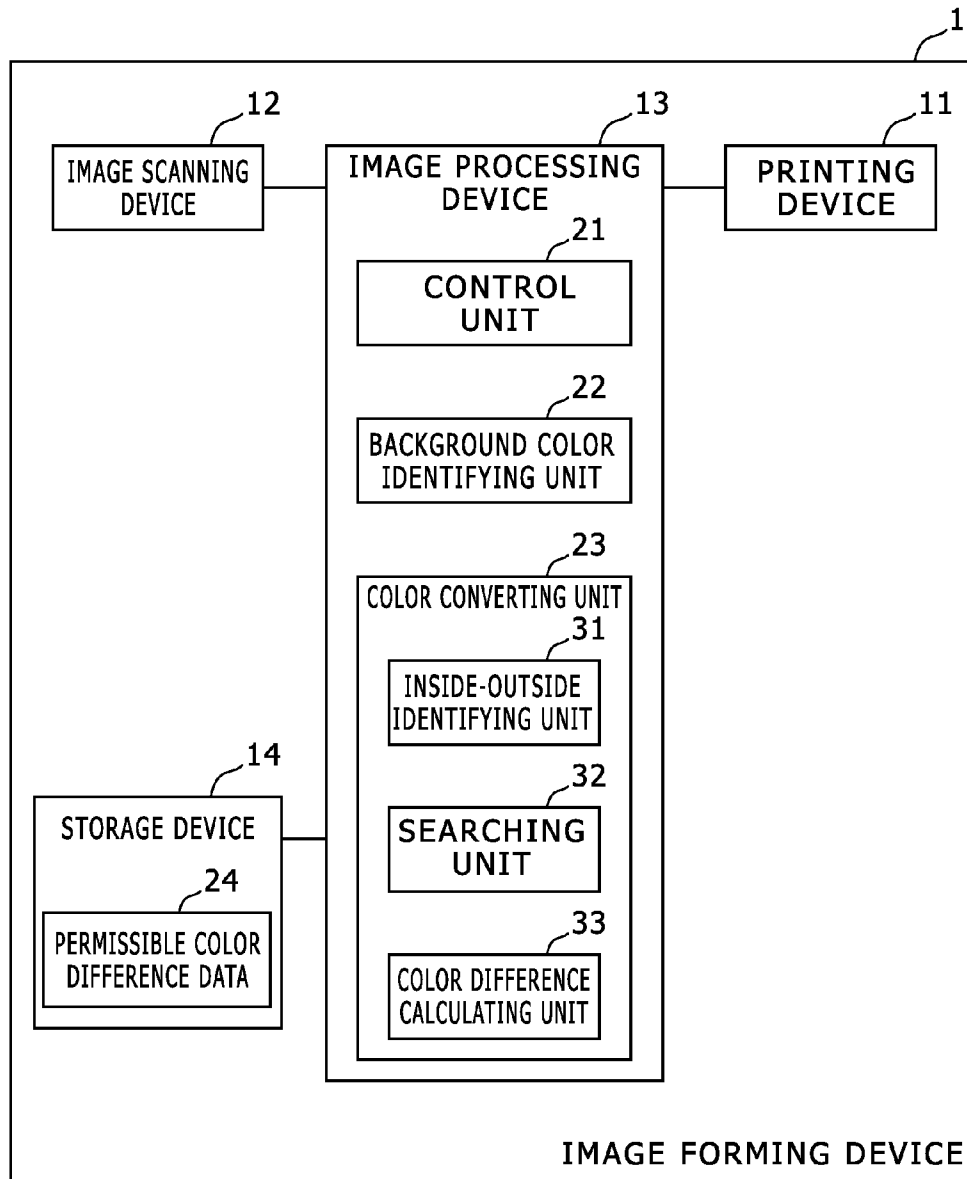 1
12
13
11
IMAGE SCANNING
DEVICE
IMAGE PROCESSING
DEVICE
PRINTING
DEVICE
21
CONTROL
UNIT
22
BACKGROUND COLOR
IDENTIFYING UNIT
23
COLOR CONVERTING UNIT
31
INSIDE-OUTSIDE
IDENTIFYING UNIT
14
STORAGE DEVICE
32
SEARCHING
UNIT
24
PERMISSIBLE COLOR
DIFFERENCE DATA
33
COLOR DIFFERENCE
CALCULATING UNIT
IMAGE FORMING DEVICE